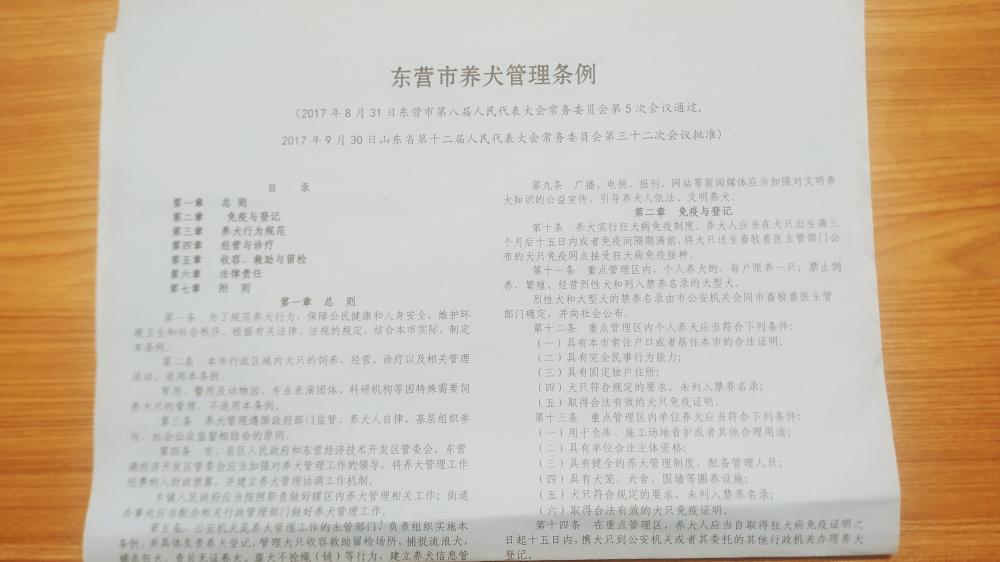 东营市养犬管理条例
(2017年8月31日东营市第八届人民代表大会常务委员会第5次会议通过,
2017年9月30日山东省第十二届人民代表大会常务委员会第三十二次会议批准)
目 录
第一章 总 则
第二章 免疫与登记
第三章 养犬行为规范
第四章 经营与诊疗
第五章 收容、救助与留检
第六章 法律责任
第七章 附 则
第一章 总 则
第一条 为了规范养犬行为,保障公民健康和人身安全,维护环
境卫生和社会秩序,根据有关法律、法规的规定,结合本市实际,制定
本条例。
第二条 本市行政区域内犬只的饲养、经营、诊疗以及相关管理
活动,适用本条例。
军用、警用及动物园、专业表演团体、科研机构等因特殊需要饲
养犬只的管理,不适用本条例。
第三条 养犬管理遵循政府部门监管、养犬人自律、基层组织参
与、社会公众监督相结合的原则。
第四条 市、县区人民政府和东营经济技术开发区管委会、东营
港经济开发区管委会应当加强对养犬管理工作的领导,将养犬管理工作
经费纳入财政预算,并建立养犬管理协调工作机制。
乡镇人民政府应当按照职责做好辖区内养犬管理相关工作;街道
办事处应当配合相关行政管理部门做好养犬管理工作。
第五条 公安机关是养犬管理工作的主管部门,负责组织实施本
条例,并具体负责养犬登记,管理犬只收容救助留检场所,捕捉流浪犬、
捕杀狂犬,查处无证养犬、遛犬不拴绳(链)等行为,建立养犬信息管
第九条 广播、电视、报刊、网站等新闻媒体应当加强对文明养
犬知识的公益宣传,引导养犬人依法、文明养犬。
第二章 免疫与登记
第十条 养犬实行狂犬病免疫制度。养犬人应当在犬只出生满三
个月后十五日内或者免疫间隔期满前,将犬只送至畜牧兽医主管部门公
布的犬只免疫网点接受狂犬病免疫接种。
第十一条 重点管理区内,个人养犬的,每户限养一只;禁止饲
养、繁殖、经营烈性犬和列入禁养名录的大型犬。
烈性犬和大型犬的禁养名录由市公安机关会同市畜牧兽医主管
部门确定,并向社会公布。
第十二条 重点管理区内个人养犬应当符合下列条件:
(一)具有本市常住户口或者居住本市的合法证明;
(二)具有完全民事行为能力;
(三)具有固定独户住所;
(四)犬只符合规定的要求,未列入禁养名录;
(五)取得合法有效的犬只免疫证明。
第十三条 重点管理区内单位养犬应当符合下列条件:
(一)用于仓库、施工场地看护或者其他合理用途;
(二)具有单位合法主体资格;
(三)具有健全的养犬管理制度,配备管理人员;
(四)具有犬笼、犬舍、围墙等圈养设施;
(五)犬只符合规定的要求,未列入禁养名录;
(六)取得合法有效的犬只免疫证明。
第十四条 在重点管理区,养犬人应当自取得狂犬病免疫证明之
日起十五日内,携犬只到公安机关或者其委托的其他行政机关办理养犬
登记。